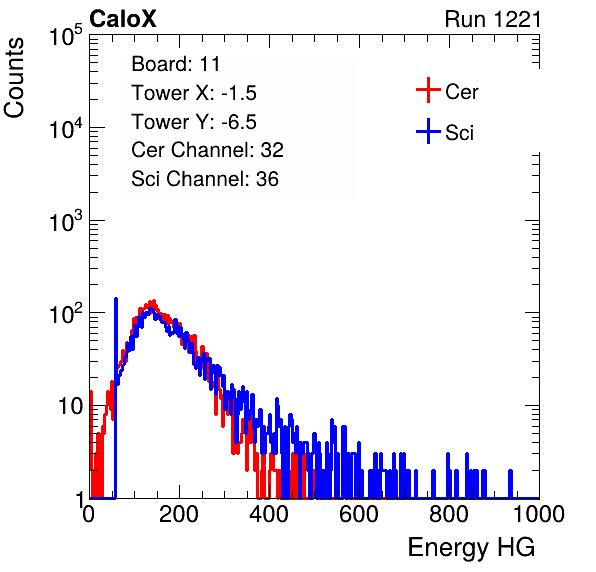 CaloX Run 1221
Counts
10^5
10^4
10^3
10^2
10
1
Board: 11
Tower X: -1.5
Tower Y: -6.5
Cer Channel: 32
Sci Channel: 36
Cer
Sci
0 200 400 600 800 1000
Energy HG